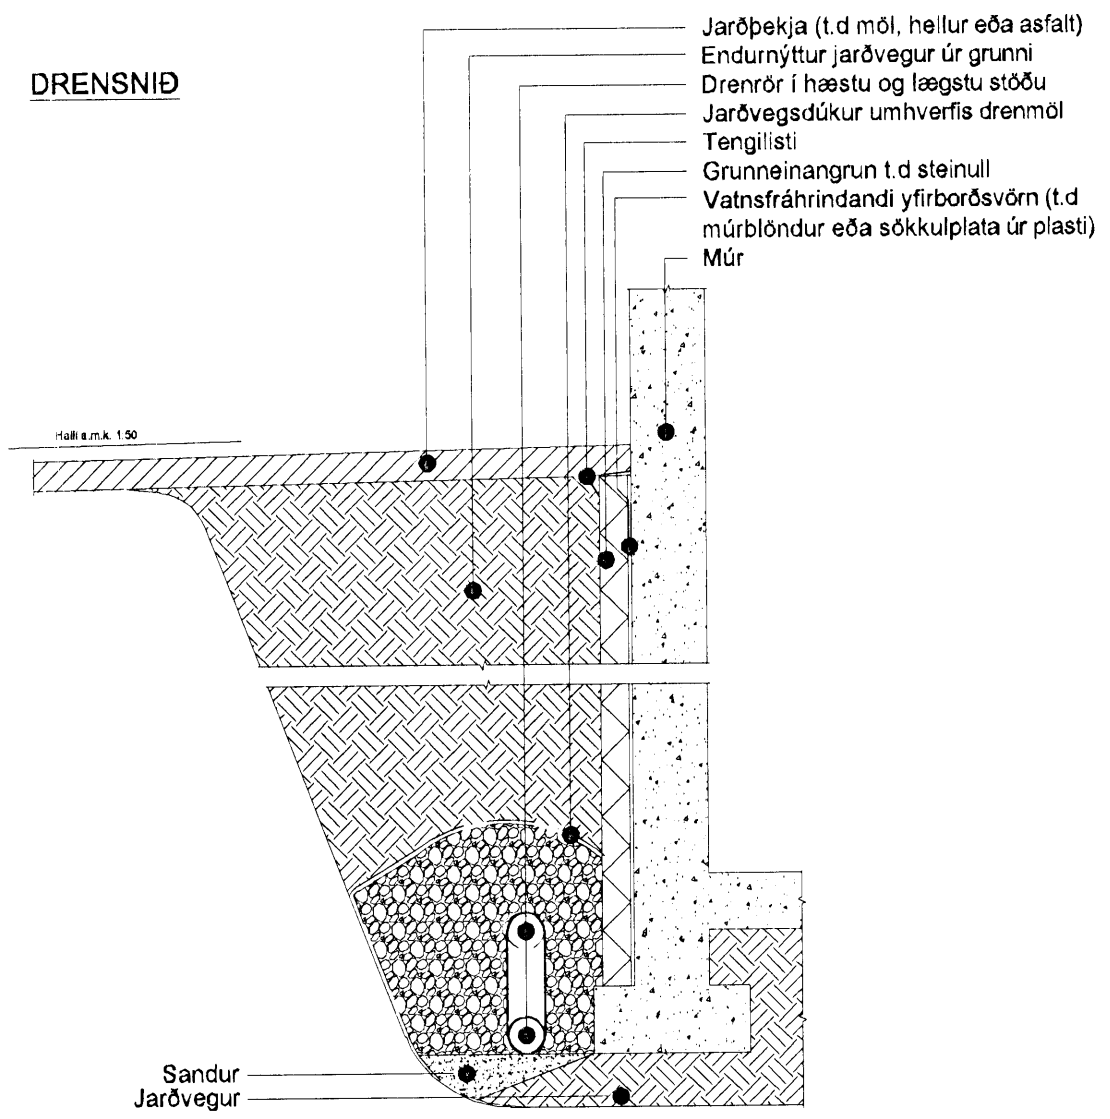 DRENSNIÐ
Jarðþekja (t.d möl, hellur eða asfalt)
Endurnýttur jarðvegur úr grunni
Drenrör í hæstu og lægstu stöðu
Jarðvegsdúkur umhverfis drenmöl
Tengilisti
Grunneinangrun t.d steinull
Vatnsfráhrindandi yfirborðsvörn (t.d
múrblöndur eða sökkulplata úr plasti)
Múr
Halli a.m.k. 1:50
Sandur
Jarðvegur